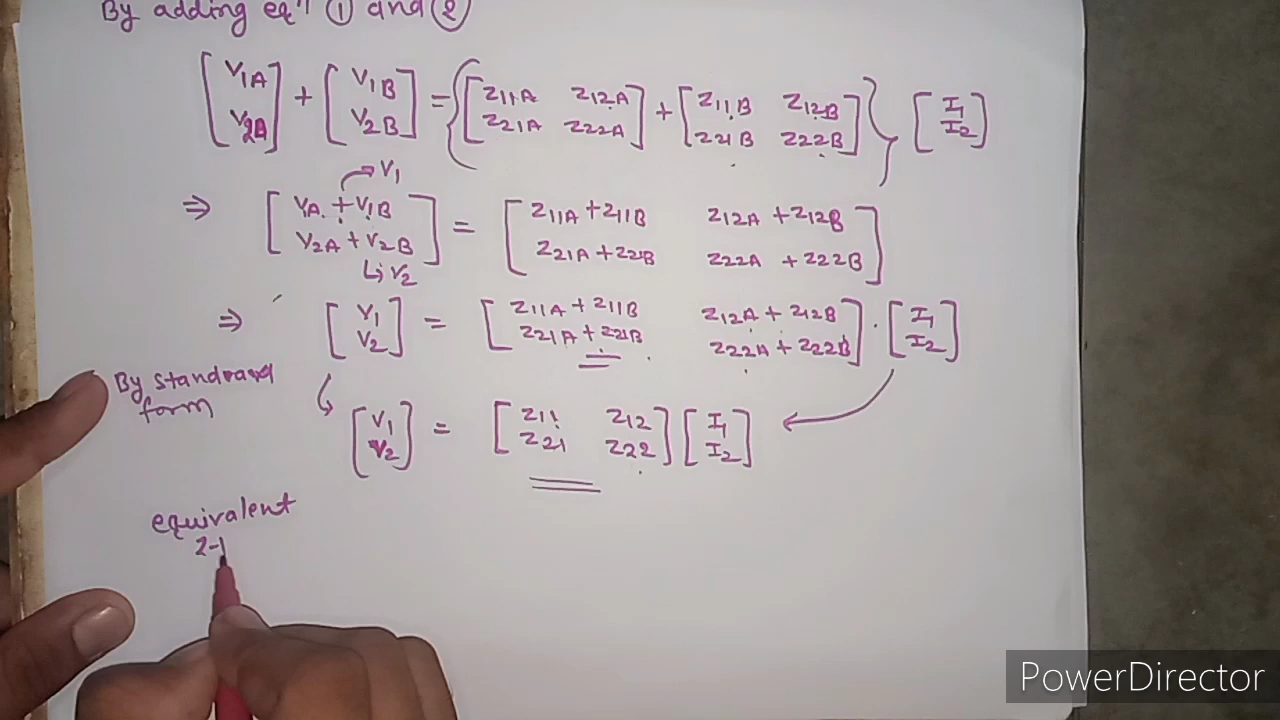 By adding eqn ① and ②
[V1A V2A] + [V1B V2B] = { [Z11A Z12A Z21A Z22A] + [Z11B Z12B Z21B Z22B] } [I1 I2]
→ V1
⇒ [VA. + V1B V2A + V2B] = [Z11A + Z11B Z12A + Z12B Z21A + Z21B Z22A + Z22B]
↳ V2
⇒ [V1 V2] = [Z11A + Z11B Z12A + Z12B Z21A + Z21B Z22A + Z22B] . [I1 I2]
By standard form
[V1 V2] = [Z11 Z12 Z21 Z22] [I1 I2]
equivalent
Z-
PowerDirector